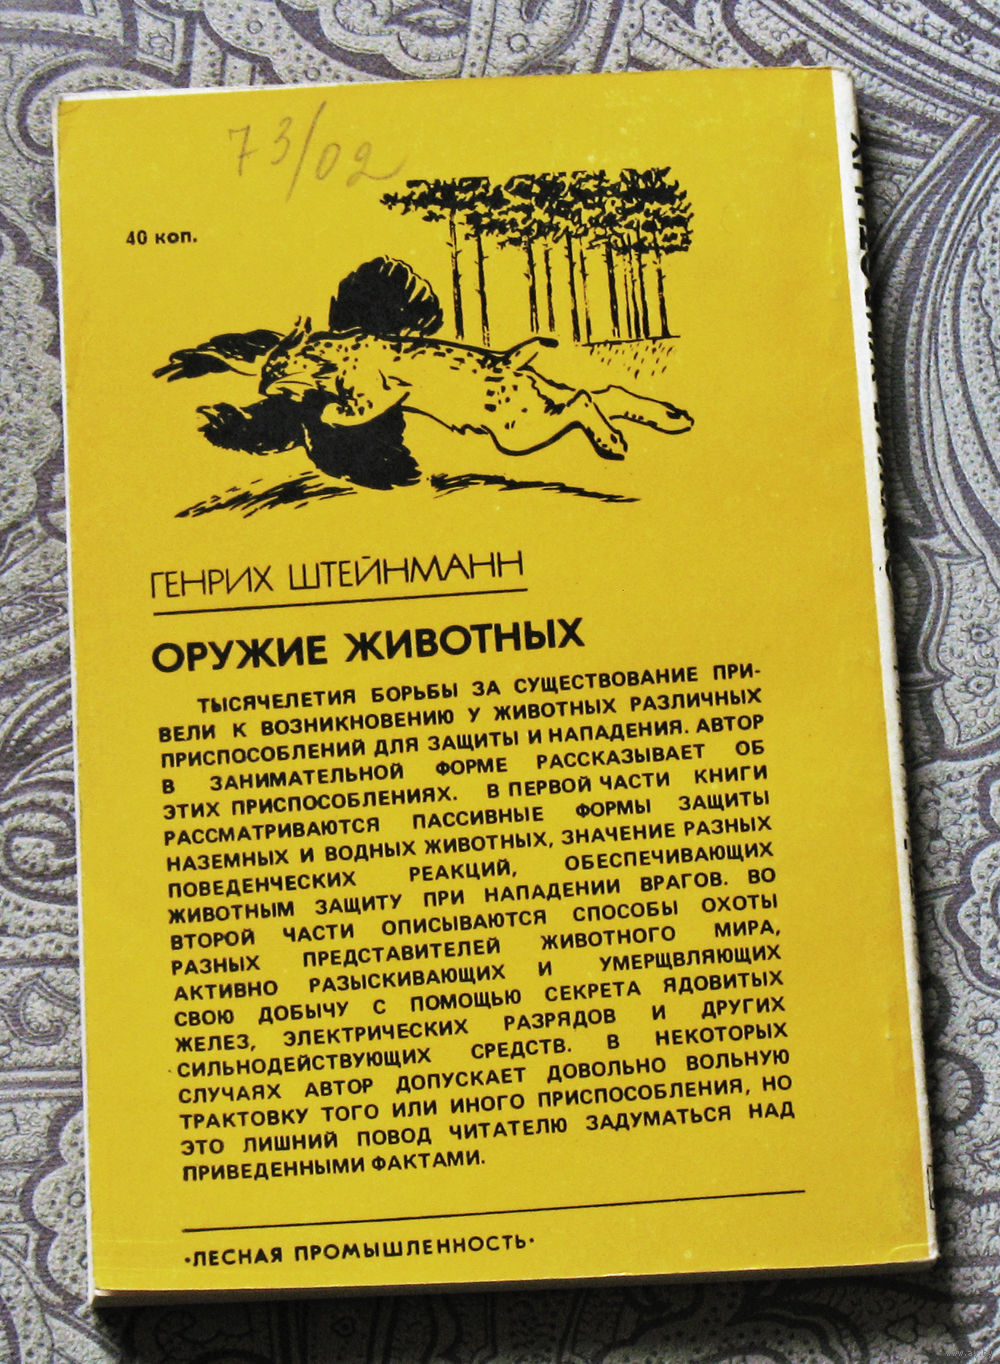 73/02
40 коп.
ГЕНРИХ ШТЕЙНМАНН
ОРУЖИЕ ЖИВОТНЫХ
ТЫСЯЧЕЛЕТИЯ БОРЬБЫ ЗА СУЩЕСТВОВАНИЕ ПРИ-
ВЕЛИ К ВОЗНИКНОВЕНИЮ У ЖИВОТНЫХ РАЗЛИЧНЫХ
ПРИСПОСОБЛЕНИЙ ДЛЯ ЗАЩИТЫ И НАПАДЕНИЯ. АВТОР
В ЗАНИМАТЕЛЬНОЙ ФОРМЕ РАССКАЗЫВАЕТ ОБ
ЭТИХ ПРИСПОСОБЛЕНИЯХ. В ПЕРВОЙ ЧАСТИ КНИГИ
РАССМАТРИВАЮТСЯ ПАССИВНЫЕ ФОРМЫ ЗАЩИТЫ
НАЗЕМНЫХ И ВОДНЫХ ЖИВОТНЫХ, ЗНАЧЕНИЕ РАЗНЫХ
ПОВЕДЕНЧЕСКИХ РЕАКЦИЙ, ОБЕСПЕЧИВАЮЩИХ
ЖИВОТНЫМ ЗАЩИТУ ПРИ НАПАДЕНИИ ВРАГОВ. ВО
ВТОРОЙ ЧАСТИ ОПИСЫВАЮТСЯ СПОСОБЫ ОХОТЫ
РАЗНЫХ ПРЕДСТАВИТЕЛЕЙ ЖИВОТНОГО МИРА,
АКТИВНО РАЗЫСКИВАЮЩИХ И УМЕРЩВЛЯЮЩИХ
СВОЮ ДОБЫЧУ С ПОМОЩЬЮ СЕКРЕТА ЯДОВИТЫХ
ЖЕЛЕЗ, ЭЛЕКТРИЧЕСКИХ РАЗРЯДОВ И ДРУГИХ
СИЛЬНОДЕЙСТВУЮЩИХ СРЕДСТВ. В НЕКОТОРЫХ
СЛУЧАЯХ АВТОР ДОПУСКАЕТ ДОВОЛЬНО ВОЛЬНУЮ
ТРАКТОВКУ ТОГО ИЛИ ИНОГО ПРИСПОСОБЛЕНИЯ, НО
ЭТО ЛИШНИЙ ПОВОД ЧИТАТЕЛЮ ЗАДУМАТЬСЯ НАД
ПРИВЕДЕННЫМИ ФАКТАМИ.
·ЛЕСНАЯ ПРОМЫШЛЕННОСТЬ·